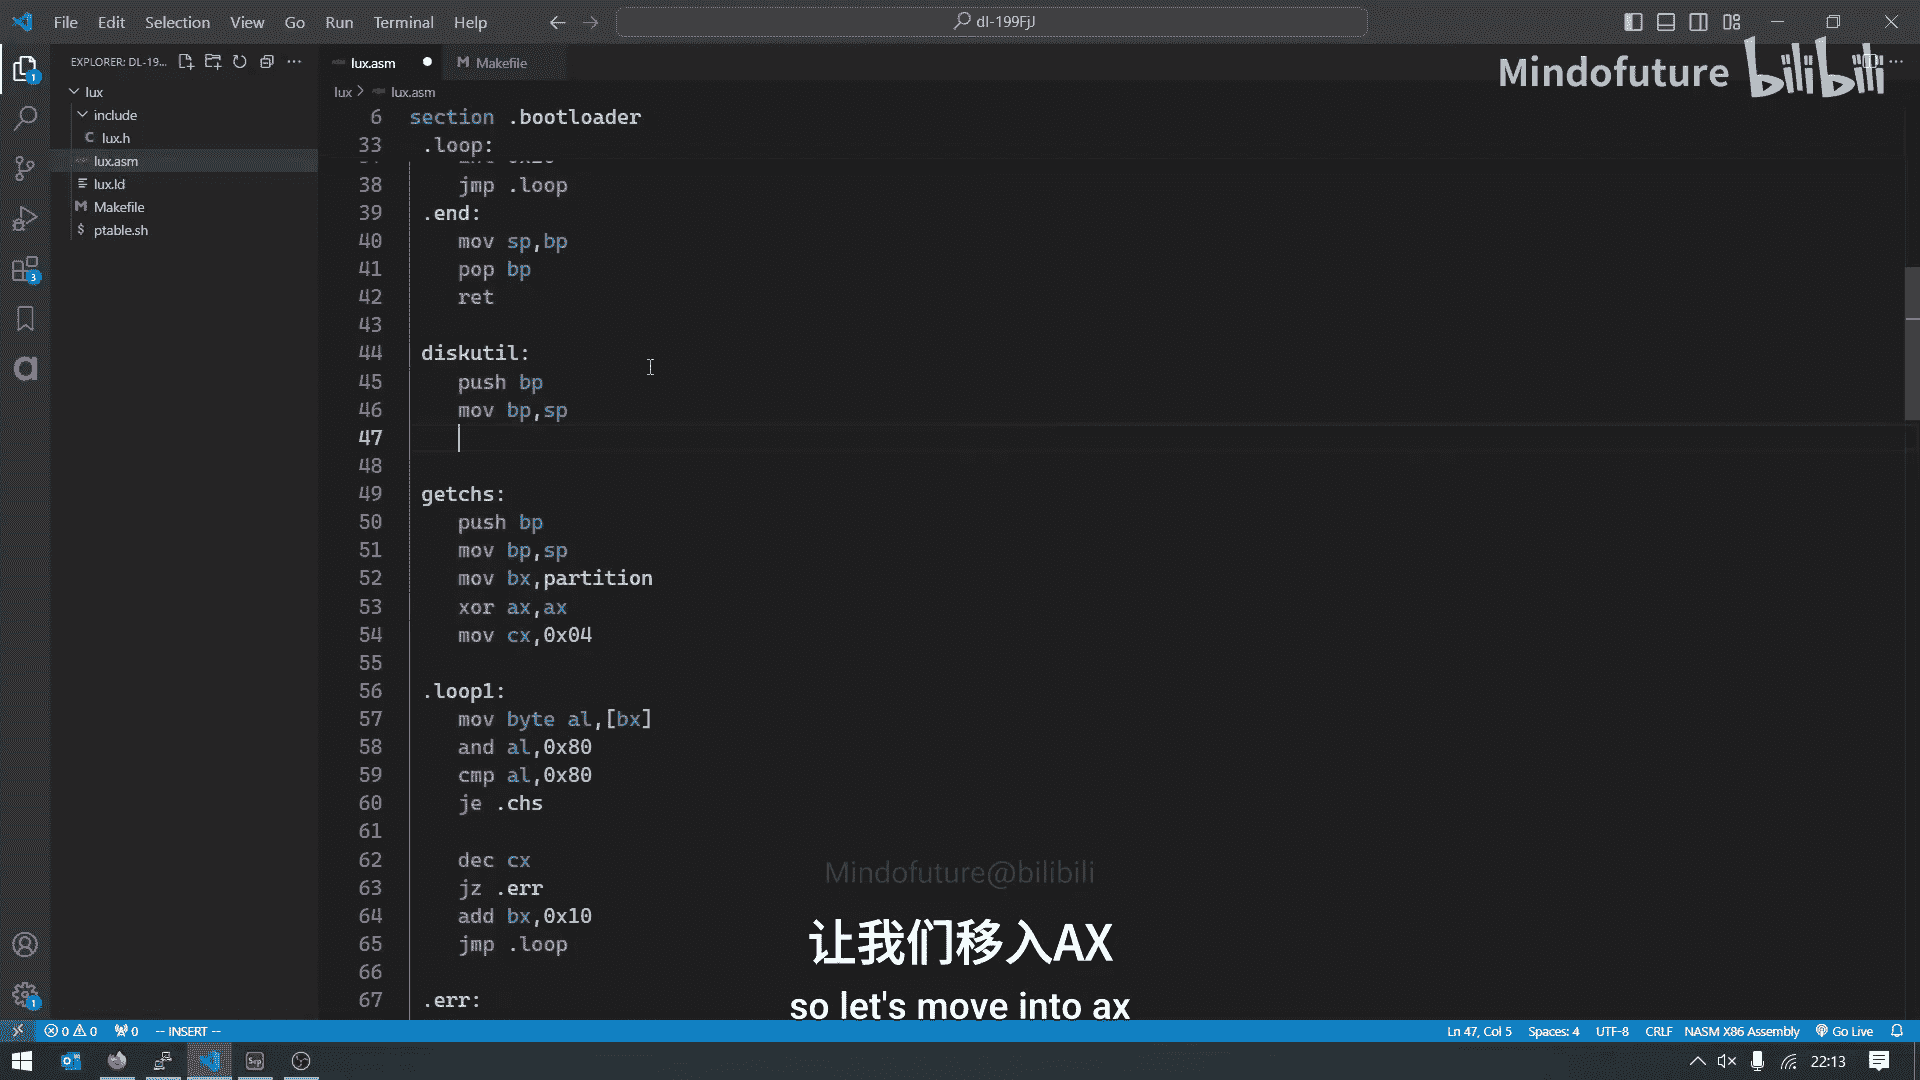 File Edit Selection View Go Run Terminal Help
dl-199FjJ
EXPLORER: DL-19...
lux.asm
Makefile
Mindofuture bilibili
lux
include
lux.h
lux.asm
lux.ld
Makefile
ptable.sh
lux > lux.asm
6 section .bootloader
33 .loop:
38 jmp .loop
39 .end:
40 mov sp,bp
41 pop bp
42 ret
43
44 diskutil:
45 push bp
46 mov bp,sp
47
48
49 getchs:
50 push bp
51 mov bp,sp
52 mov bx,partition
53 xor ax,ax
54 mov cx,0x04
55
56 .loop1:
57 mov byte al,[bx]
58 and al,0x80
59 cmp al,0x80
60 je .chs
61
62 dec cx
63 jz .err
64 add bx,0x10
65 jmp .loop
66
67 .err:
Mindofuture@bilibili
让我们移入AX
so let's move into ax
0 0 0 -- INSERT --
Ln 47, Col 5 Spaces: 4 UTF-8 CRLF NASM X86 Assembly Go Live
22:13